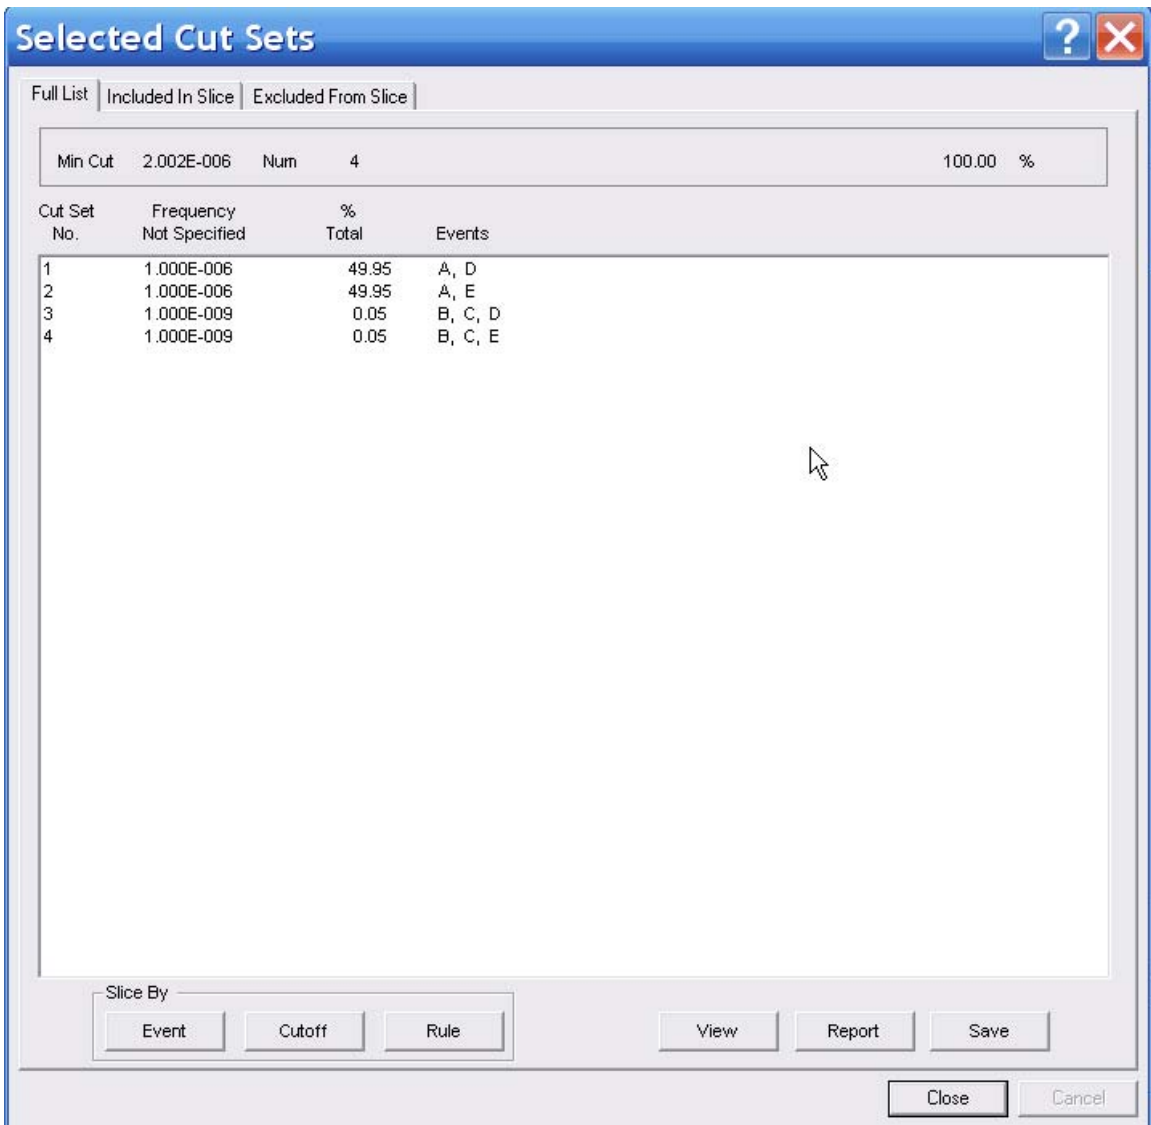 Selected Cut Sets
Full List Included In Slice Excluded From Slice
Min Cut 2.002E-006 Num 4 100.00 %
Cut Set Frequency %
No. Not Specified Total Events
1 1.000E-006 49.95 A, D
2 1.000E-006 49.95 A, E
3 1.000E-009 0.05 B, C, D
4 1.000E-009 0.05 B, C, E
Slice By
Event Cutoff Rule View Report Save
Close Cancel